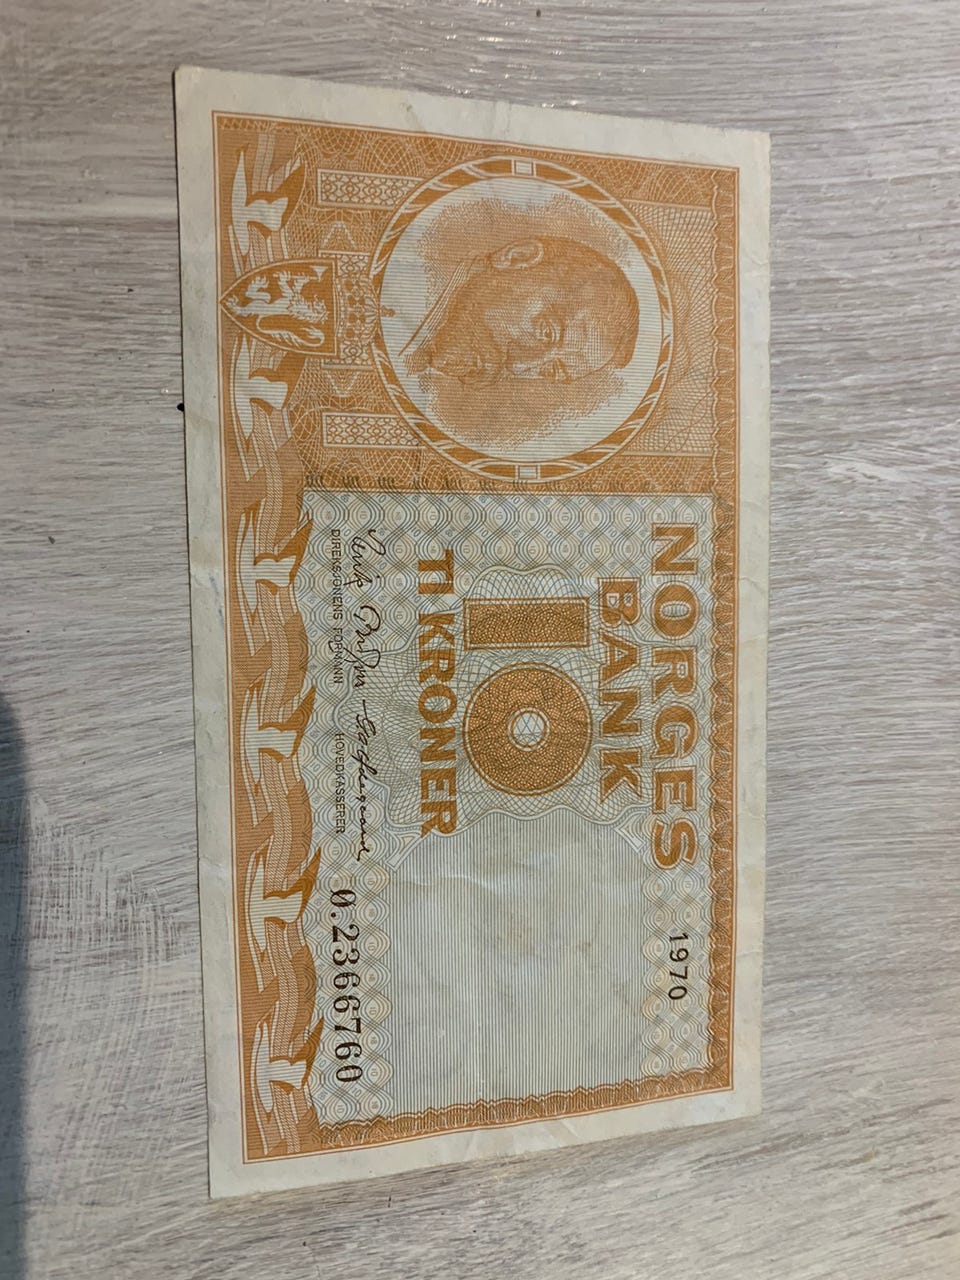 NORGES
BANK
1970
10
TI KRONER
DIREKSJONENS FORMANN
HOVEDKASSERER
0.2366760